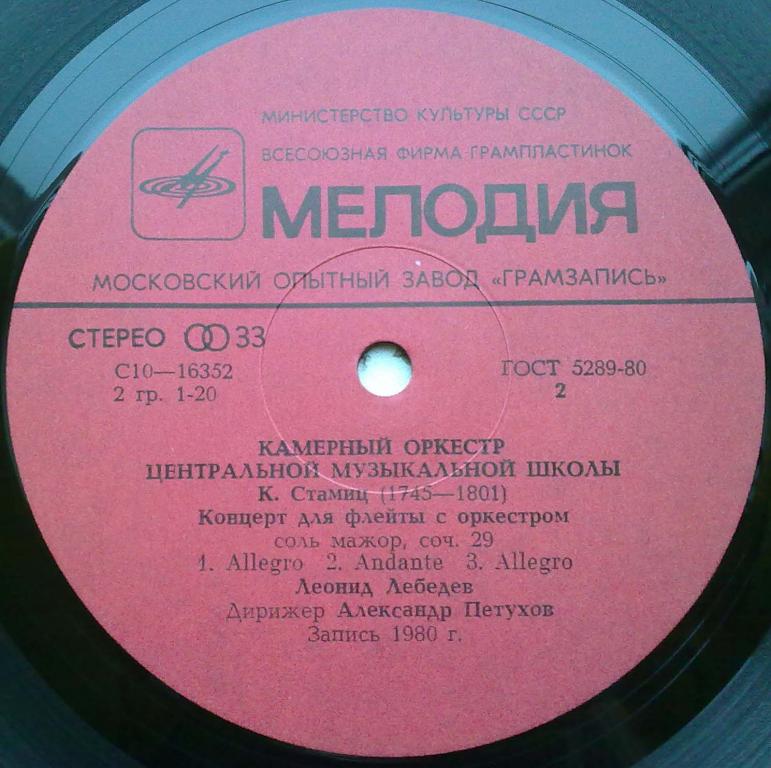 МИНИСТЕРСТВО КУЛЬТУРЫ СССР
ВСЕСОЮЗНАЯ ФИРМА ГРАМПЛАСТИНОК
МЕЛОДИЯ
МОСКОВСКИЙ ОПЫТНЫЙ ЗАВОД «ГРАМЗАПИСЬ»
СТЕРЕО 33
С10—16352 ГОСТ 5289-80
2 гр. 1-20 2
КАМЕРНЫЙ ОРКЕСТР
ЦЕНТРАЛЬНОЙ МУЗЫКАЛЬНОЙ ШКОЛЫ
К. Стамиц (1745—1801)
Концерт для флейты с оркестром
соль мажор, соч. 29
1. Allegro 2. Andante 3. Allegro
Леонид Лебедев
Дирижер Александр Петухов
Запись 1980 г.